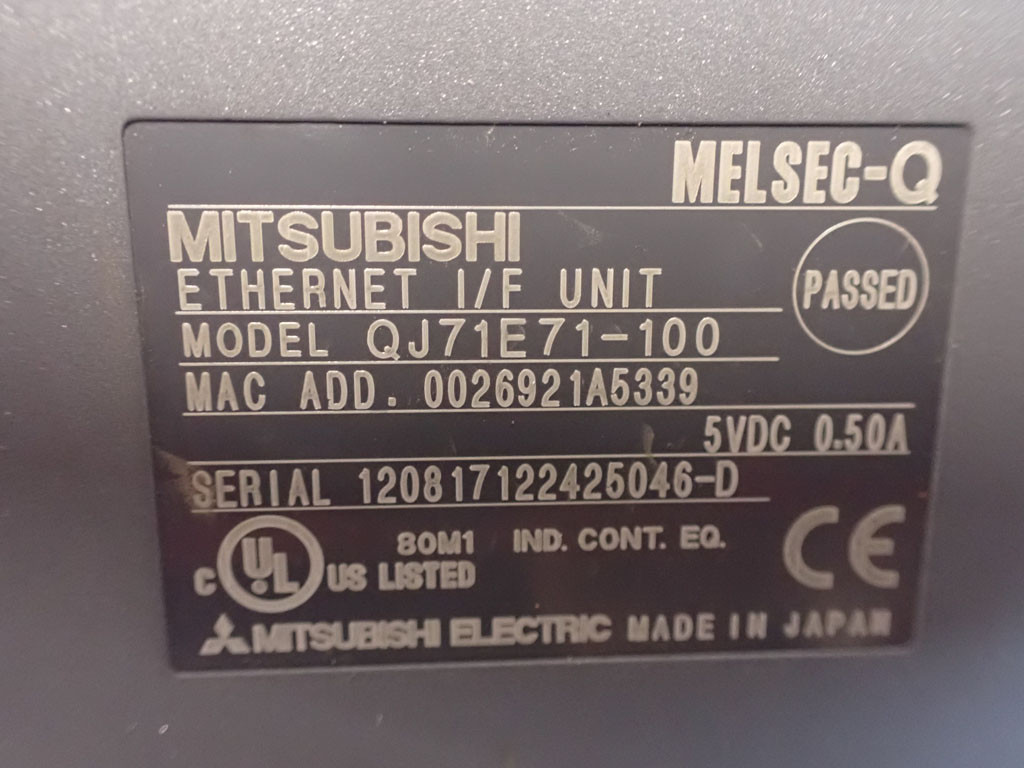 MELSEC-Q
MITSUBISHI
ETHERNET I/F UNIT
PASSED
MODEL QJ71E71-100
MAC ADD. 0026921A5339
5VDC 0.50A
SERIAL 120817122425046-D
C UL US LISTED
80M1 IND. CONT. EQ.
CE
MITSUBISHI ELECTRIC MADE IN JAPAN